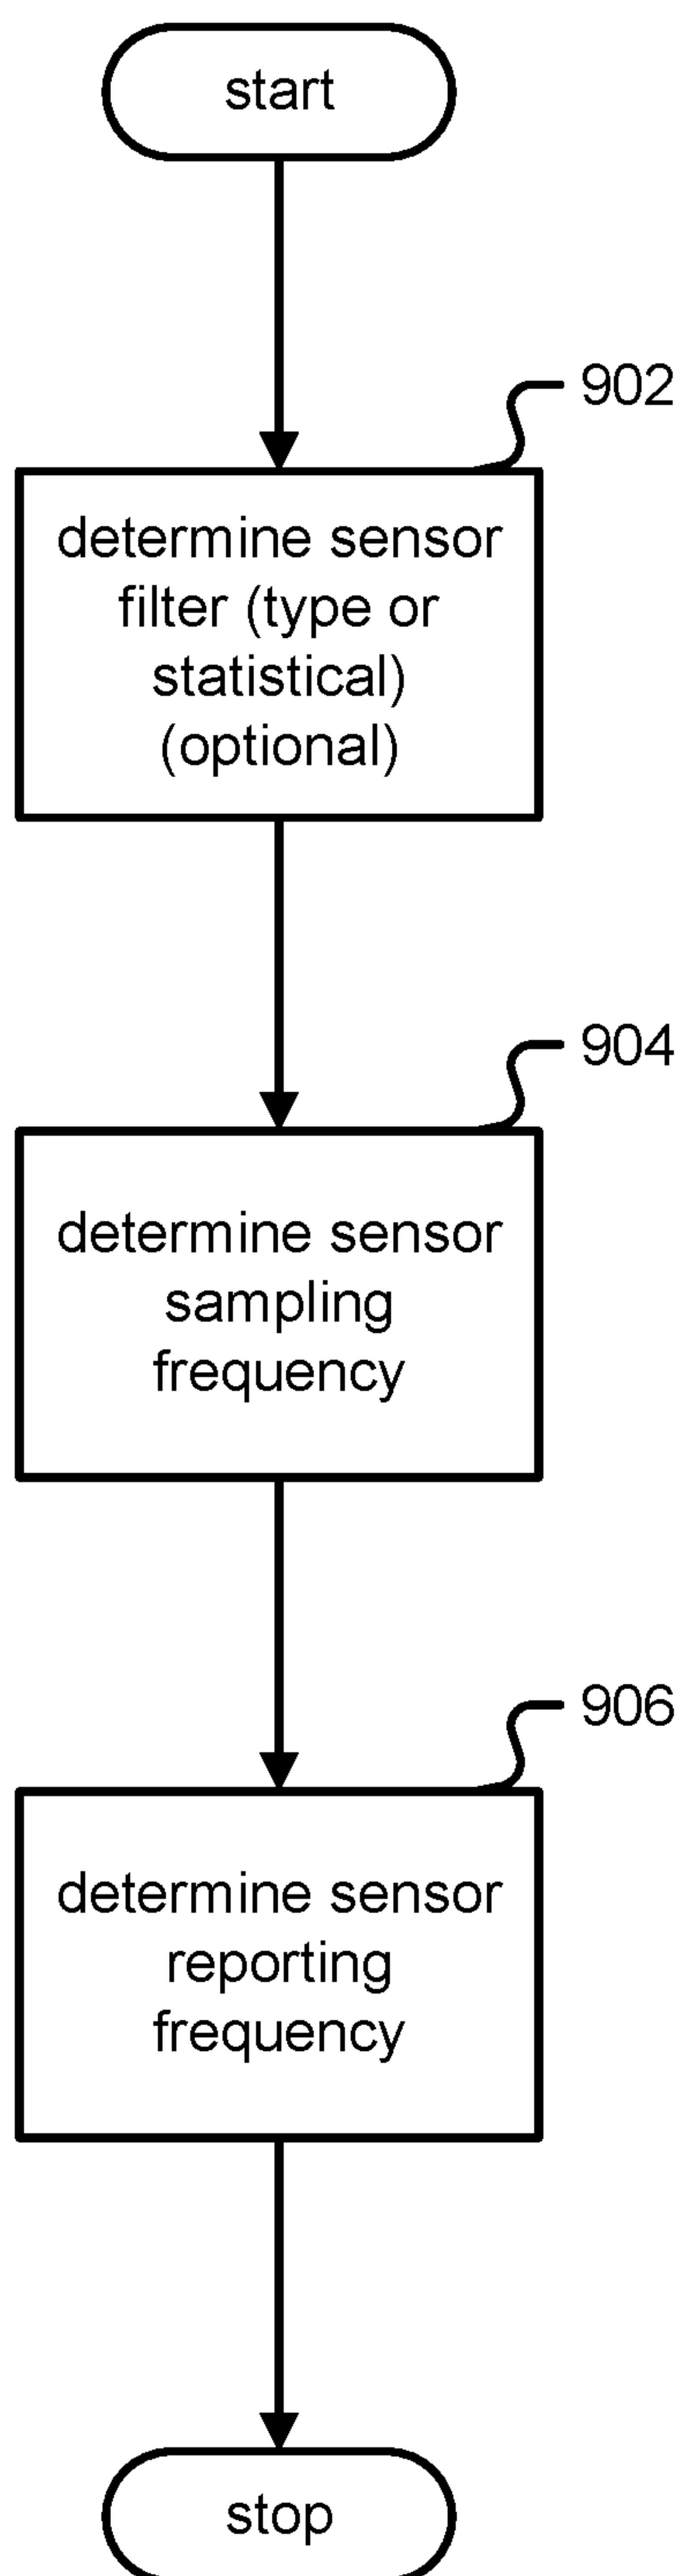 start
902
determine sensor
filter (type or
statistical)
(optional)
904
determine sensor
sampling
frequency
906
determine sensor
reporting
frequency
stop